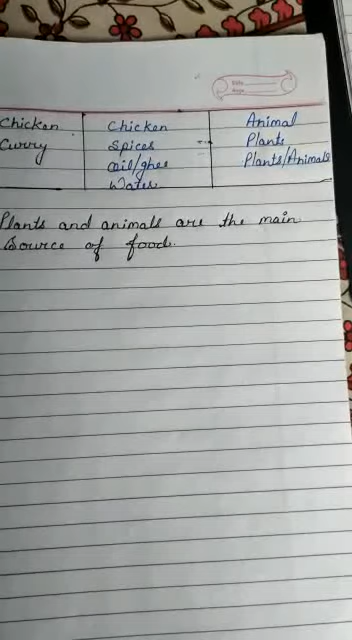 Chicken Chicken Animal
Curry Spices Plants
oil/ghee Plants/Animals
Water
Plants and animals are the main
source of food.